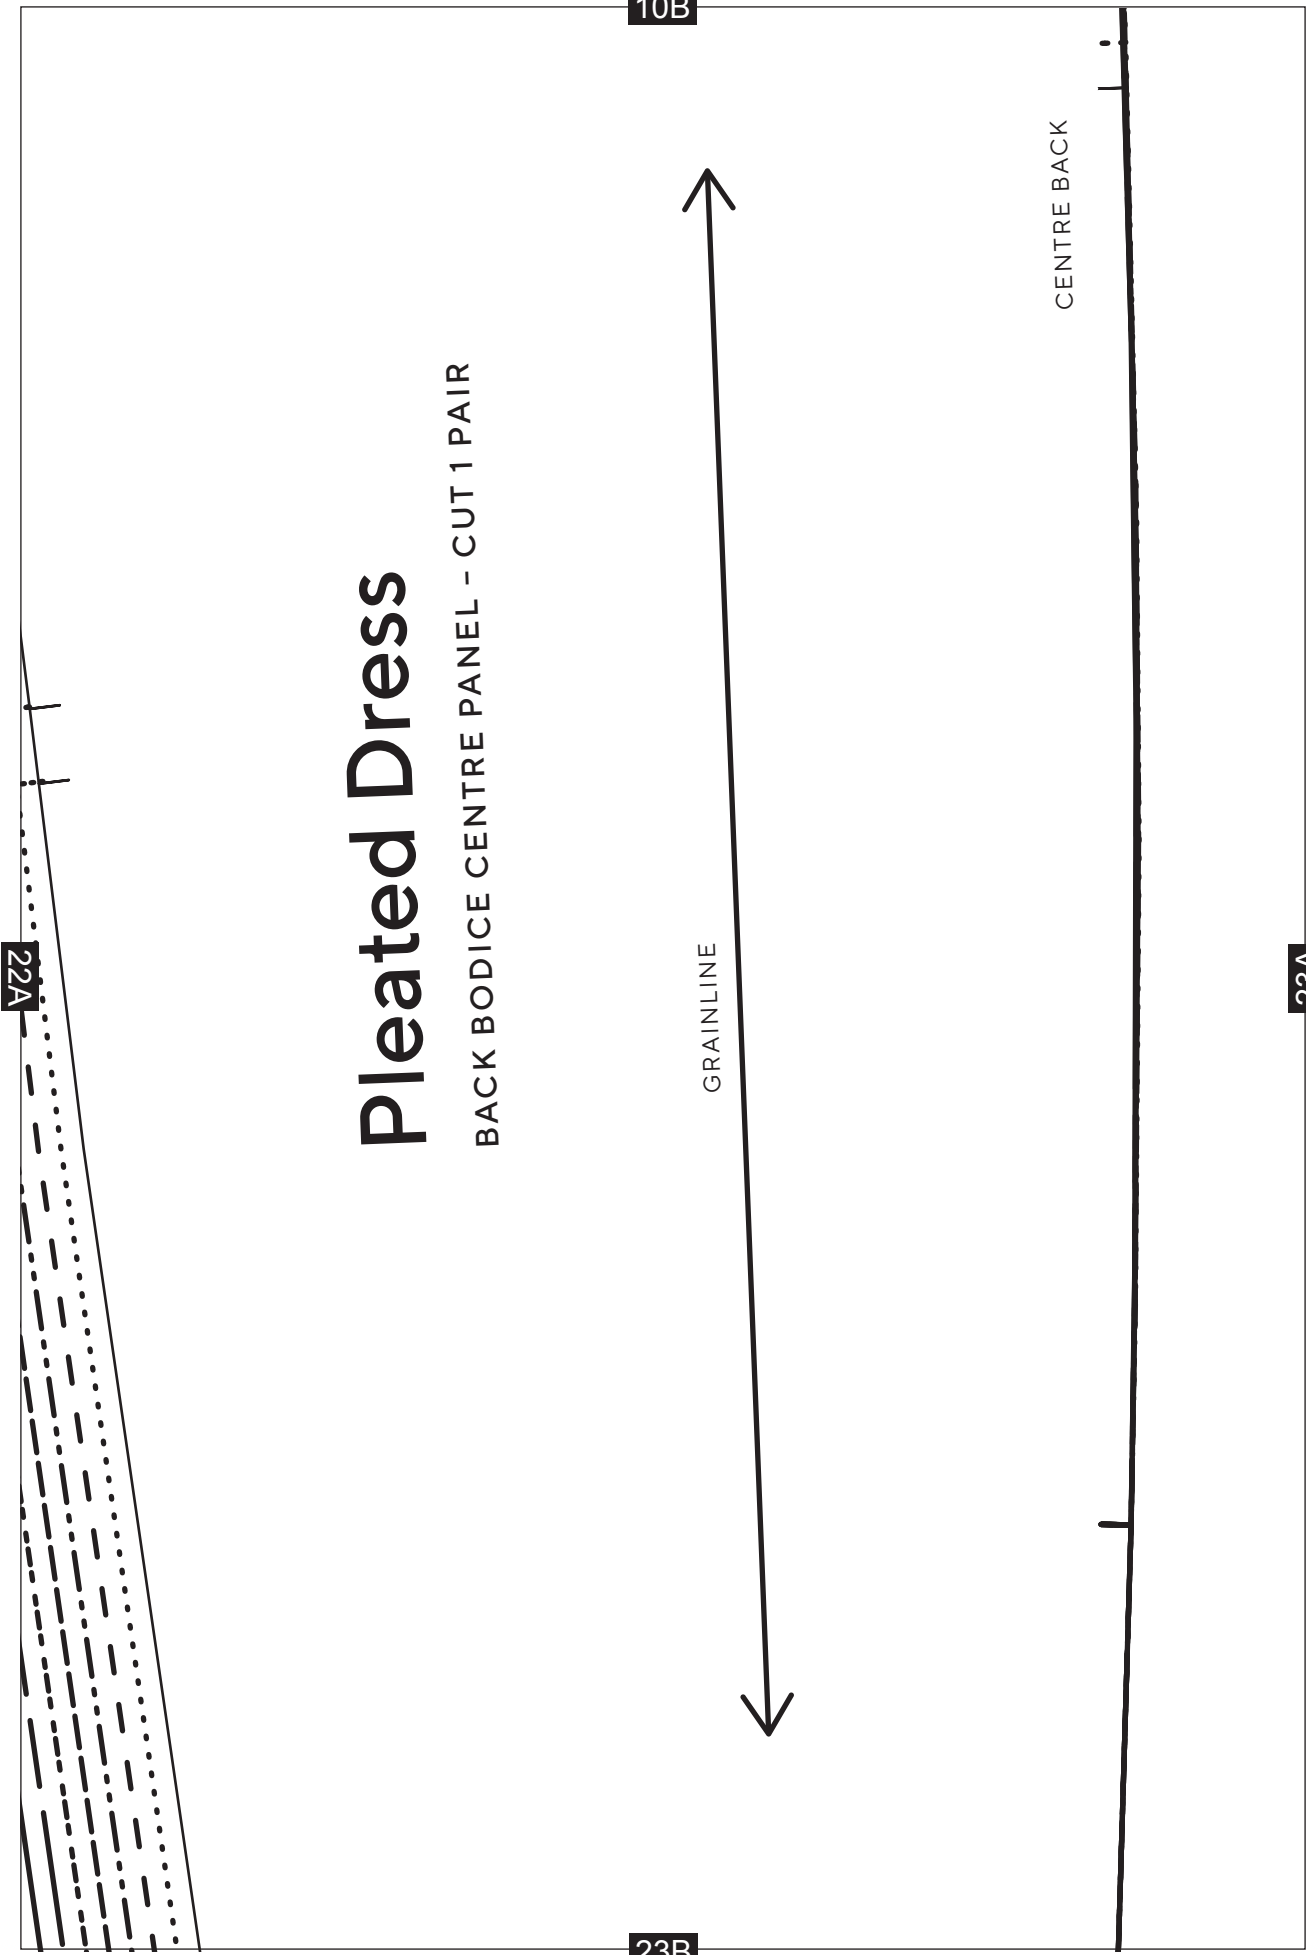 10B
CENTRE BACK
Pleated Dress
BACK BODICE CENTRE PANEL - CUT 1 PAIR
GRAINLINE
22A
23B